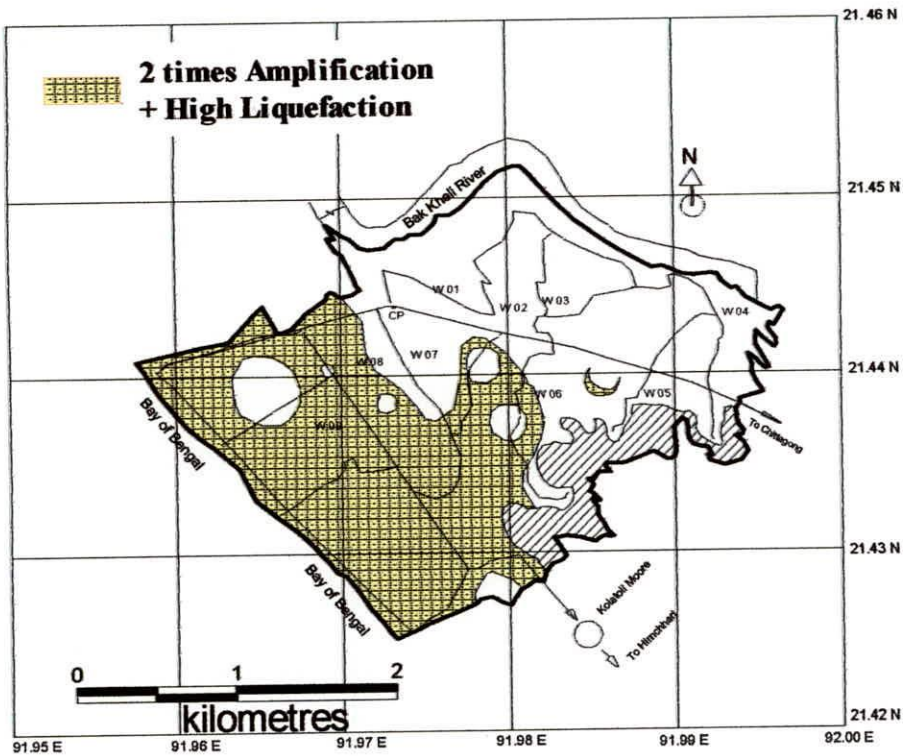 21.46 N
2 times Amplification
+ High Liquefaction
N
21.45 N
Bak Kheli River
W 01
W 02
W 03
W 04
CP
W 07
W 08
21.44 N
W 06
W 05
W 09
To Chittagong
Bay of Bengal
21.43 N
Bay of Bengal
Kolatoli Moore
To Himchhari
0 1 2
kilometres
21.42 N
91.95 E 91.96 E 91.97 E 91.98 E 91.99 E 92.00 E